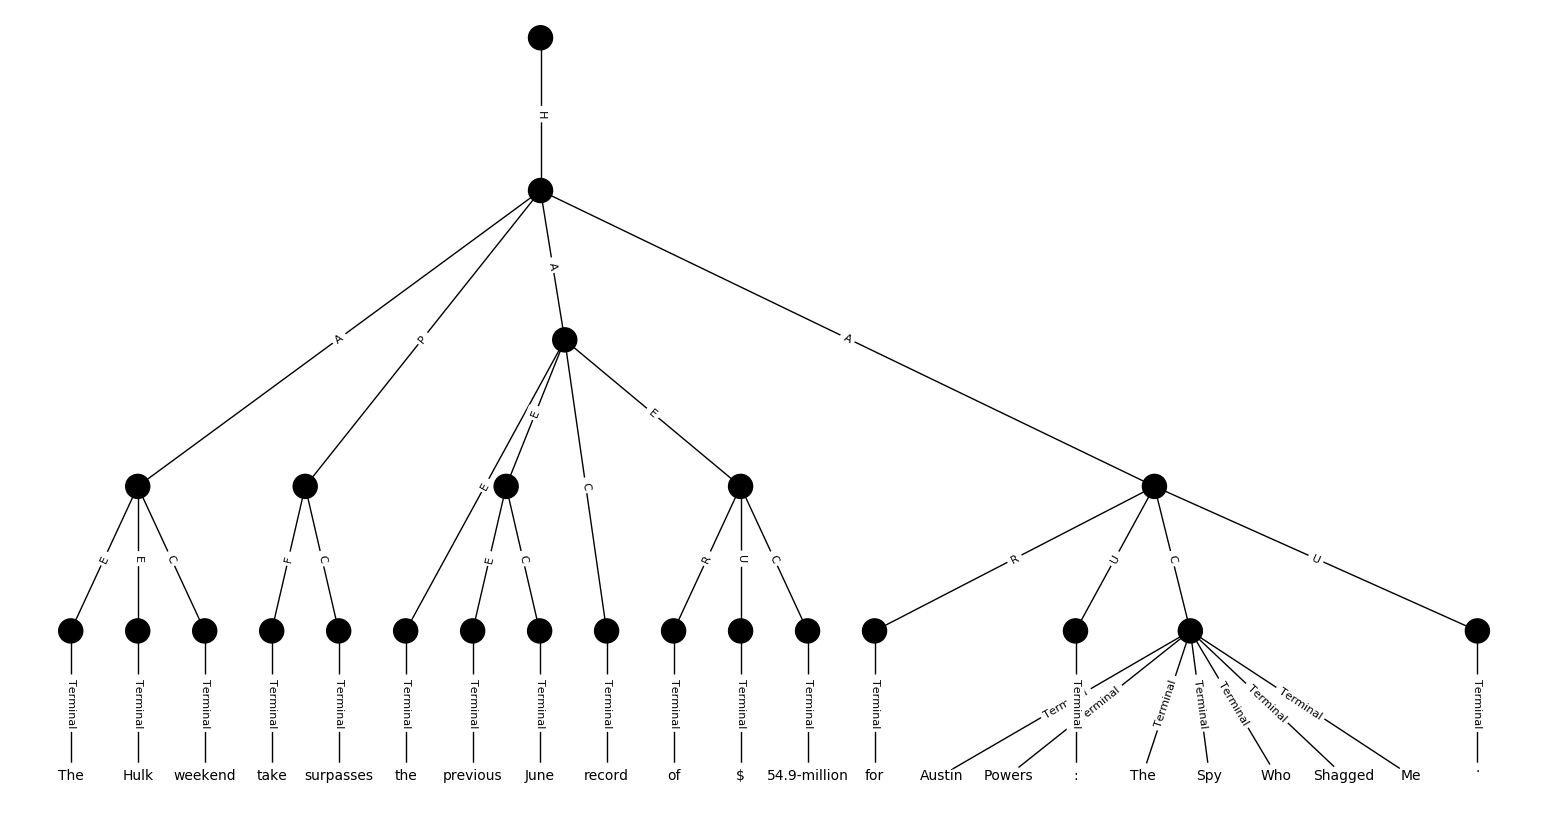 H
A
A
P
A
E
E
E
C
E
E
C
F
C
E
C
R
U
C
R
U
C
U
Terminal Terminal Terminal Terminal Terminal Terminal Terminal Terminal Terminal Terminal Terminal Terminal Terminal Terminal Terminal Terminal Terminal Terminal Terminal Terminal
The Hulk weekend take surpasses the previous June record of $ 54.9-million for Austin Powers : The Spy Who Shagged Me .